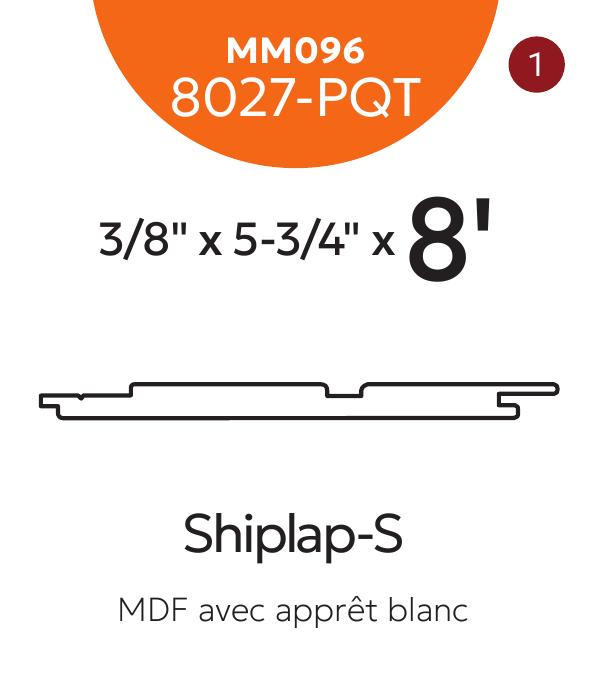 MM096
8027-PQT
1
3/8" x 5-3/4" x 8'
Shiplap-S
MDF avec apprêt blanc